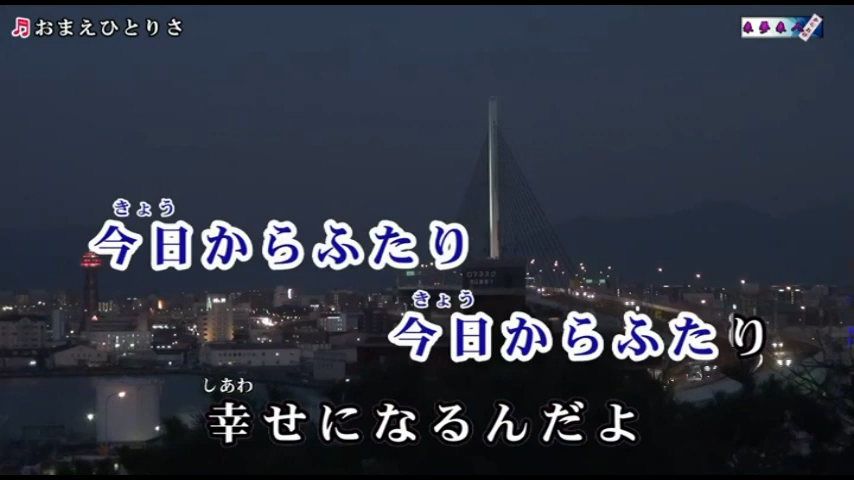 おまえひとりさ
きょう
今日からふたり
きょう
今日からふたり
しあわ
幸せになるんだよ